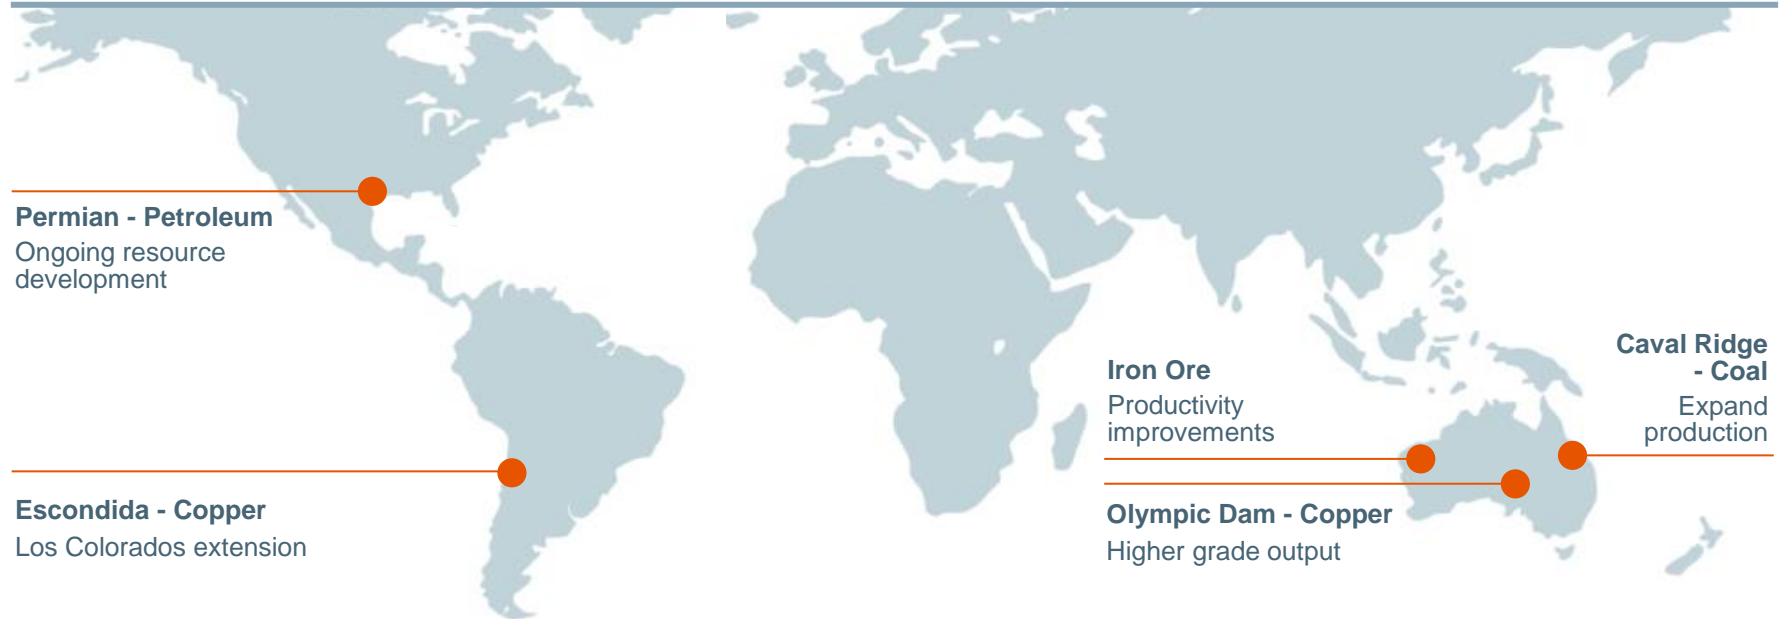 Permian - Petroleum
Ongoing resource
development
Escondida - Copper
Los Colorados extension
Iron Ore
Productivity
improvements
Olympic Dam - Copper
Higher grade output
Caval Ridge
- Coal
Expand
production